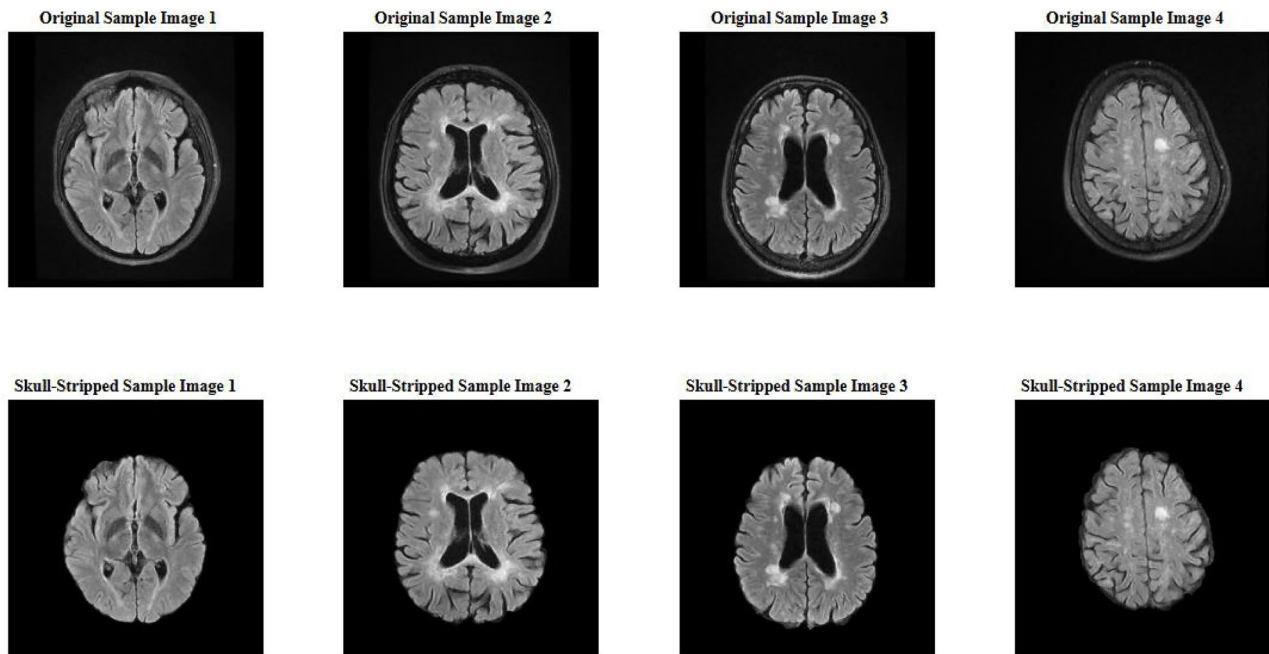 Original Sample Image 1
Original Sample Image 2
Original Sample Image 3
Original Sample Image 4
Skull-Stripped Sample Image 1
Skull-Stripped Sample Image 2
Skull-Stripped Sample Image 3
Skull-Stripped Sample Image 4